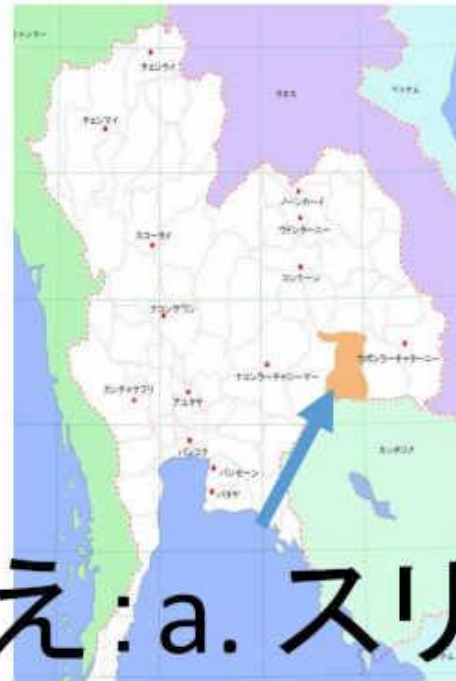 ミャンマー
チェンライ
ラオス
ベトナム
チェンマイ
ノーンカーイ
ウドンターニー
スコータイ
コンケーン
ナコンサワン
ウボンラーチャターニー
ナコンラーチャシーマー
カンチャナブリ
アユタヤ
カンボジア
バンコク
バンセーン
パタヤ
え:a. スリ